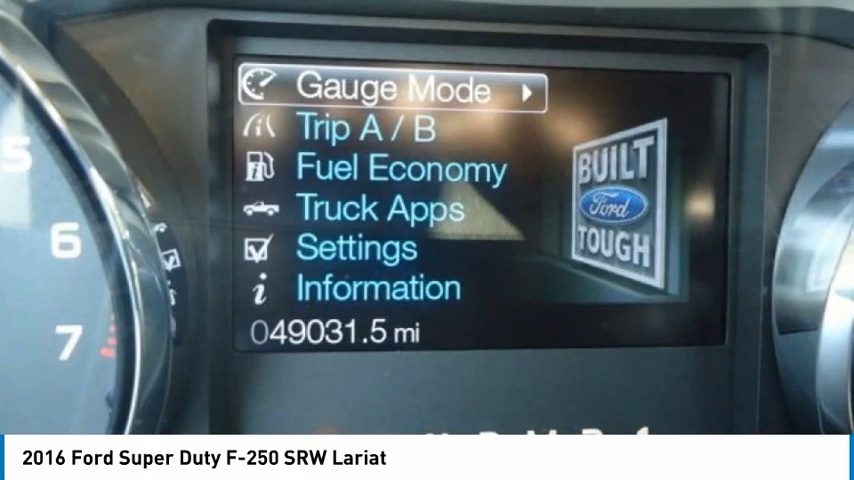 Gauge Mode
Trip A / B
Fuel Economy
Truck Apps
Settings
Information
049031.5 mi
BUILT
Ford
TOUGH
5
6
7
2016 Ford Super Duty F-250 SRW Lariat